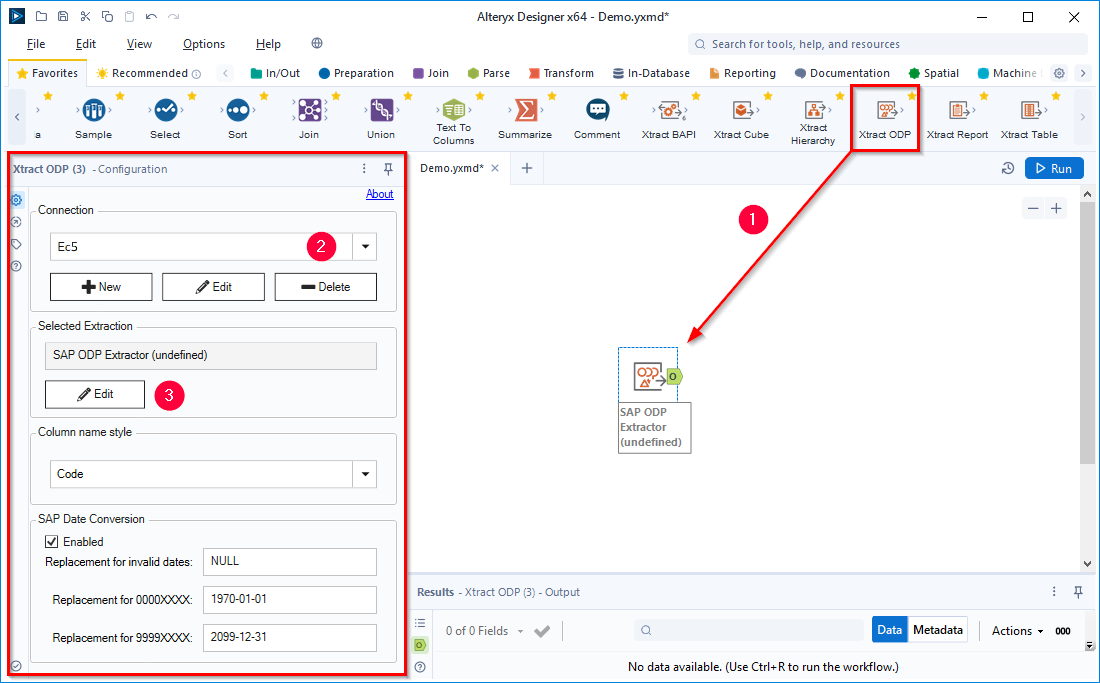 Alteryx Designer x64 - Demo.yxmd*
File Edit View Options Help
Search for tools, help, and resources
Favorites Recommended In/Out Preparation Join Parse Transform In-Database Reporting Documentation Spatial Machine
a Sample Select Sort Join Union Text To Columns Summarize Comment Xtract BAPI Xtract Cube Xtract Hierarchy Xtract ODP Xtract Report Xtract Table
Xtract ODP (3) - Configuration
About
Connection
Ec5
2
New Edit Delete
Selected Extraction
SAP ODP Extractor (undefined)
Edit
3
Column name style
Code
SAP Date Conversion
Enabled
Replacement for invalid dates: NULL
Replacement for 0000XXXX: 1970-01-01
Replacement for 9999XXXX: 2099-12-31
Demo.yxmd*
Run
1
O
SAP ODP
Extractor
(undefined)
Results - Xtract ODP (3) - Output
0 of 0 Fields
Data Metadata Actions 000
O
No data available. (Use Ctrl+R to run the workflow.)